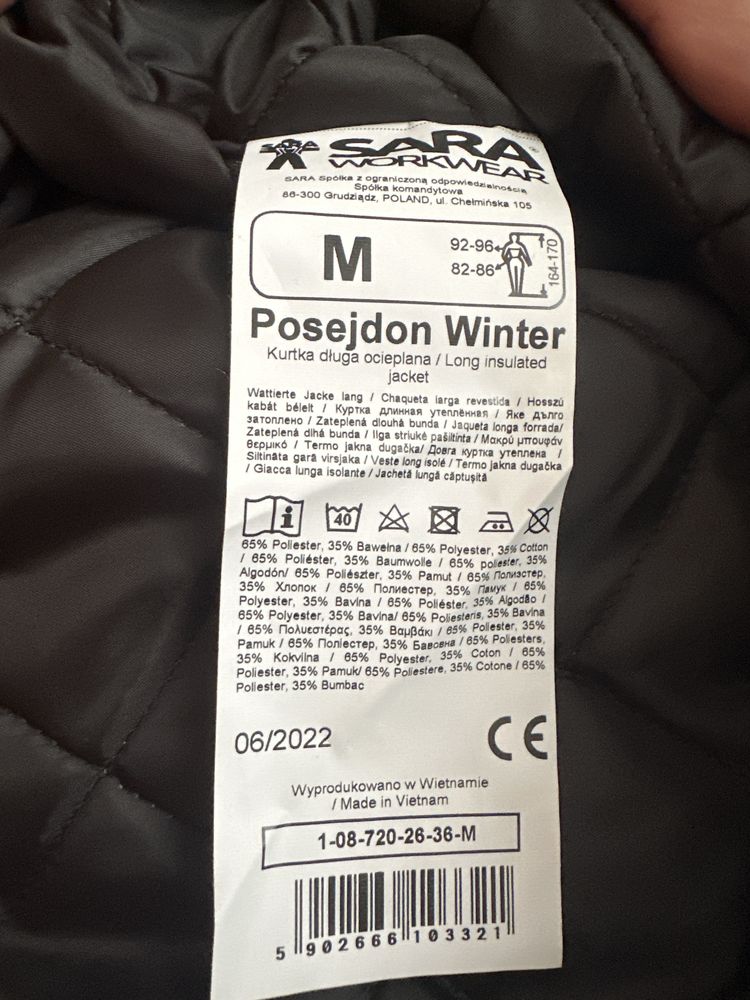 SARA
SARA®
WORKWEAR
SARA Spółka z ograniczoną odpowiedzialnością
Spółka komandytowa
86-300 Grudziądz, POLAND, ul. Chełmińska 105
M
92-96
82-86
164-170
Posejdon Winter
Kurtka długa ocieplana / Long insulated
jacket
Wattierte Jacke lang / Chaqueta larga revestida / Hosszú
kabát bélelt / Куртка длинная утеплённая / Яке дълго
затоплено / Zateplená dlouhá bunda / Jaqueta longa forrada/
Zateplená dlhá bunda / Ilga striukė pašiltinta / Μακρύ μπουφάν
θερμικό / Termo jakna dugačka/ Довга куртка утеплена /
Siltināta garā virsjaka / Veste long isolé / Termo jakna dugačka
/ Giacca lunga isolante / Jachetă lungă căptușită
40
65% Poliester, 35% Bawełna / 65% Polyester, 35% Cotton
/ 65% Poliéster, 35% Baumwolle / 65% poliester, 35%
Algodón/ 65% Poliészter, 35% Pamut / 65% Полиэстер,
35% Хлопок / 65% Полиестер, 35% Памук / 65%
Polyester, 35% Bavina / 65% Poliéster, 35% Algodão /
65% Polyester, 35% Bavina/ 65% Poliesteris, 35% Bavina
/ 65% Πολυεστέρας, 35% Βαμβάκι / 65% Poliester, 35%
Pamuk / 65% Поліестер, 35% Бавовна / 65% Poliesters,
35% Kokvilna / 65% Polyester, 35% Coton / 65%
Poliester, 35% Pamuk/ 65% Poliestere, 35% Cotone / 65%
Poliester, 35% Bumbac
06/2022
CE
Wyprodukowano w Wietnamie
/ Made in Vietnam
1-08-720-26-36-M
5 902666 103321